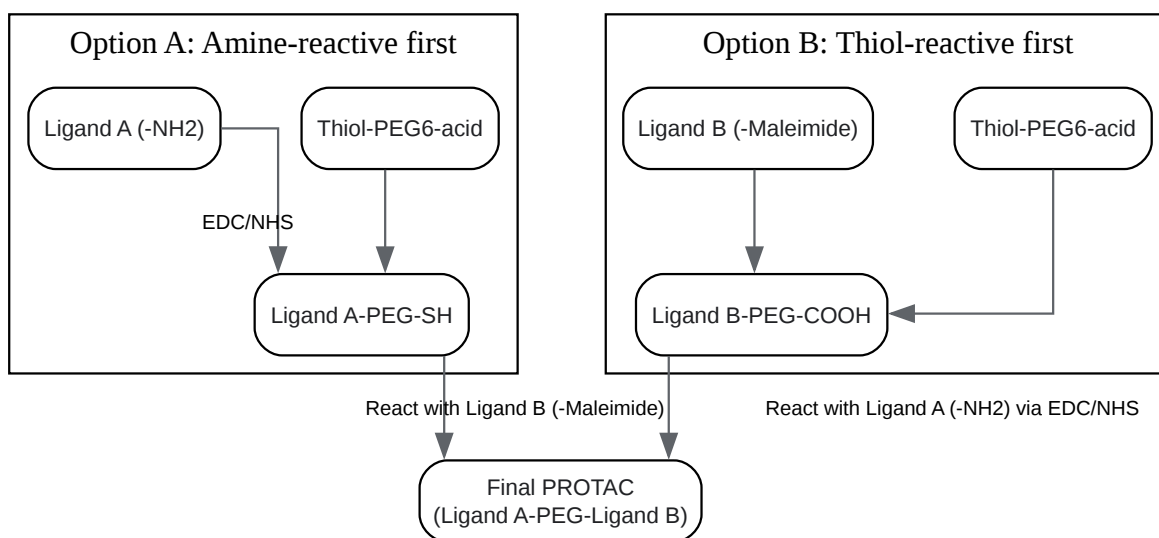 Option A: Amine-reactive first
Ligand A (-NH2)
Thiol-PEG6-acid
EDC/NHS
Ligand A-PEG-SH
Option B: Thiol-reactive first
Ligand B (-Maleimide)
Thiol-PEG6-acid
Ligand B-PEG-COOH
React with Ligand B (-Maleimide)
React with Ligand A (-NH2) via EDC/NHS
Final PROTAC
(Ligand A-PEG-Ligand B)